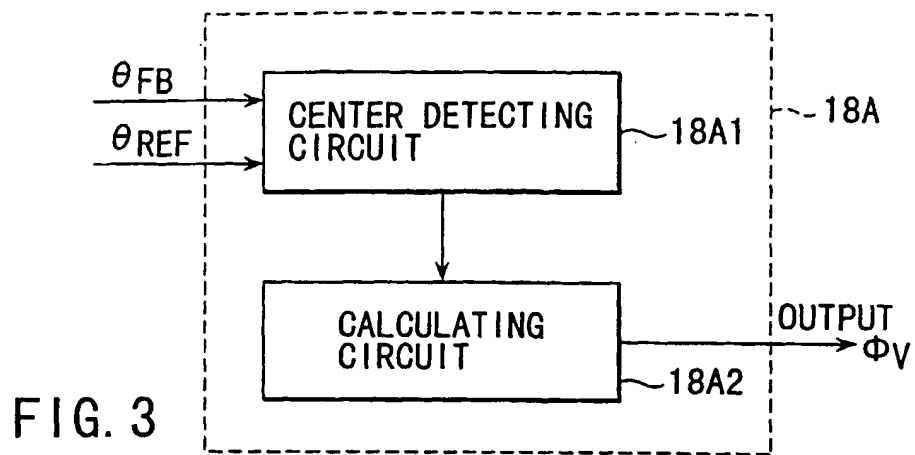 θFB
θREF
CENTER DETECTING
CIRCUIT
18A1
18A
CALCULATING
CIRCUIT
18A2
OUTPUT
ΦV
FIG. 3